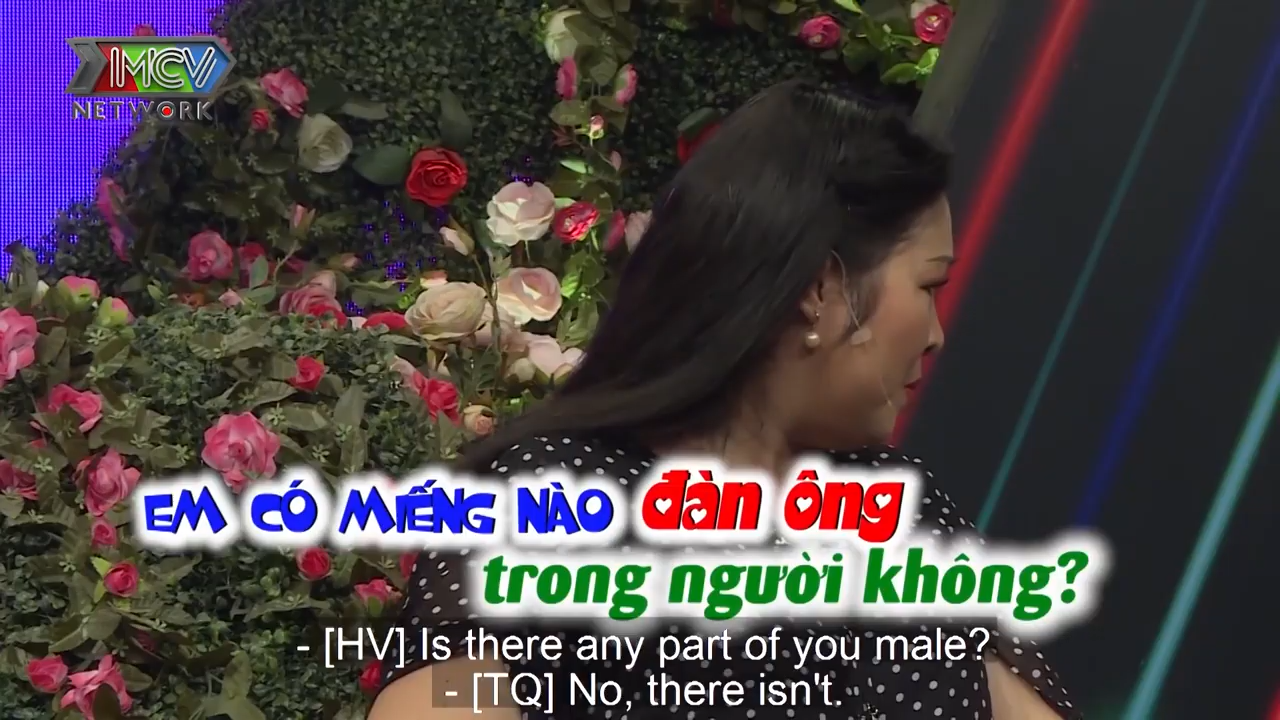 MCV
NETWORK
EM CÓ MIẾNG NÀO đàn ông
trong người không?
- [HV] Is there any part of you male?
- [TQ] No, there isn't.